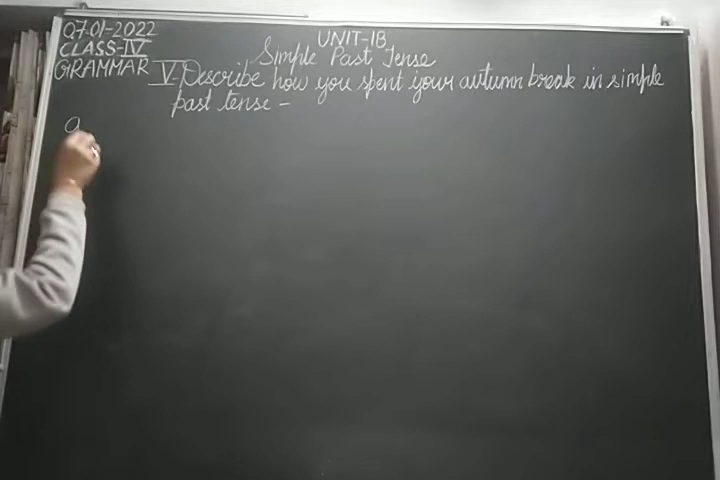 07-01-2022
UNIT-1B
CLASS-IV
Simple Past Tense
GRAMMAR
V. Describe how you spent your autumn break in simple
past tense -
a